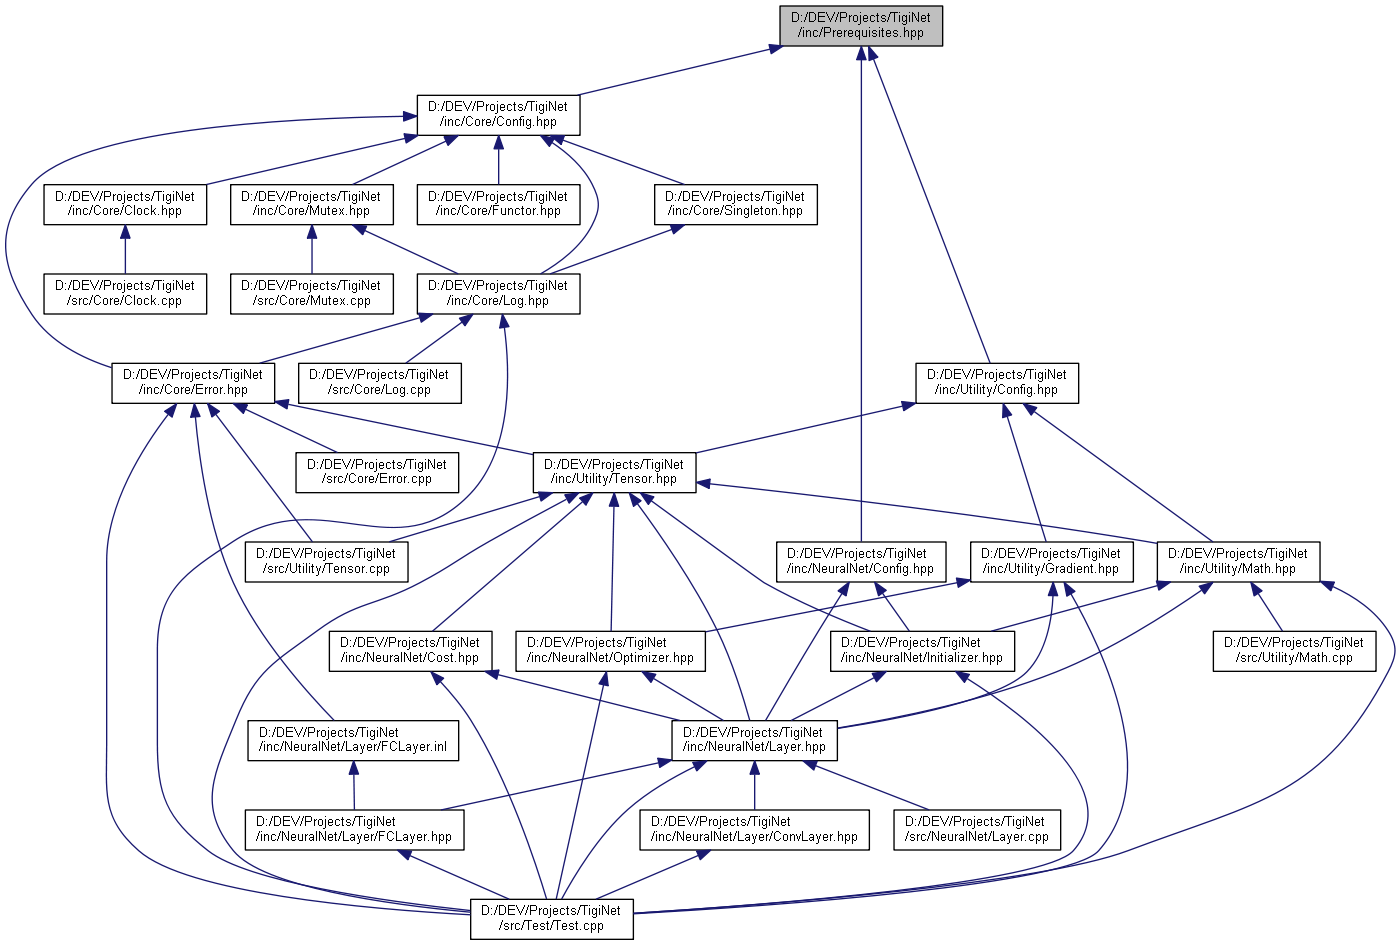 D:/DEV/Projects/TigiNet
/inc/Prerequisites.hpp
D:/DEV/Projects/TigiNet
/inc/Core/Config.hpp
D:/DEV/Projects/TigiNet
/inc/Core/Clock.hpp
D:/DEV/Projects/TigiNet
/inc/Core/Mutex.hpp
D:/DEV/Projects/TigiNet
/inc/Core/Functor.hpp
D:/DEV/Projects/TigiNet
/inc/Core/Singleton.hpp
D:/DEV/Projects/TigiNet
/src/Core/Clock.cpp
D:/DEV/Projects/TigiNet
/src/Core/Mutex.cpp
D:/DEV/Projects/TigiNet
/inc/Core/Log.hpp
D:/DEV/Projects/TigiNet
/inc/Core/Error.hpp
D:/DEV/Projects/TigiNet
/src/Core/Log.cpp
D:/DEV/Projects/TigiNet
/inc/Utility/Config.hpp
D:/DEV/Projects/TigiNet
/src/Core/Error.cpp
D:/DEV/Projects/TigiNet
/inc/Utility/Tensor.hpp
D:/DEV/Projects/TigiNet
/src/Utility/Tensor.cpp
D:/DEV/Projects/TigiNet
/inc/NeuralNet/Config.hpp
D:/DEV/Projects/TigiNet
/inc/Utility/Gradient.hpp
D:/DEV/Projects/TigiNet
/inc/Utility/Math.hpp
D:/DEV/Projects/TigiNet
/inc/NeuralNet/Cost.hpp
D:/DEV/Projects/TigiNet
/inc/NeuralNet/Optimizer.hpp
D:/DEV/Projects/TigiNet
/inc/NeuralNet/Initializer.hpp
D:/DEV/Projects/TigiNet
/src/Utility/Math.cpp
D:/DEV/Projects/TigiNet
/inc/NeuralNet/Layer/FCLayer.inl
D:/DEV/Projects/TigiNet
/inc/NeuralNet/Layer.hpp
D:/DEV/Projects/TigiNet
/inc/NeuralNet/Layer/FCLayer.hpp
D:/DEV/Projects/TigiNet
/inc/NeuralNet/Layer/ConvLayer.hpp
D:/DEV/Projects/TigiNet
/src/NeuralNet/Layer.cpp
D:/DEV/Projects/TigiNet
/src/Test/Test.cpp